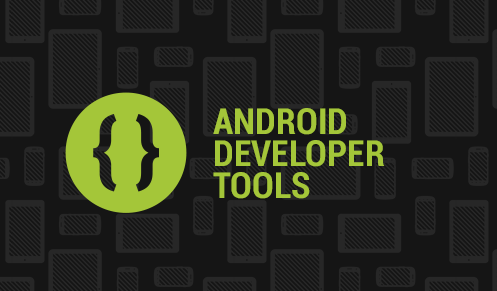 {}
ANDROID
DEVELOPER
TOOLS